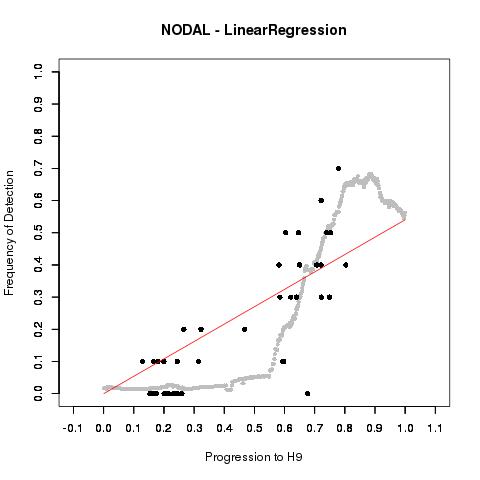 NODAL - LinearRegression
Frequency of Detection
1.0
0.9
0.8
0.7
0.6
0.5
0.4
0.3
0.2
0.1
0.0
-0.1 0.0 0.1 0.2 0.3 0.4 0.5 0.6 0.7 0.8 0.9 1.0 1.1
Progression to H9